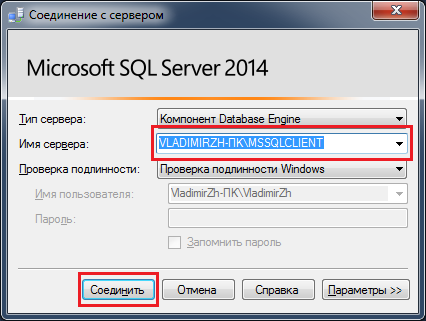 Соединение с сервером
Microsoft SQL Server 2014
Тип сервера: Компонент Database Engine
Имя сервера: VLADIMIRZH-ПК\MSSQLCLIENT
Проверка подлинности: Проверка подлинности Windows
Имя пользователя: VladimirZh-ПК\VladimirZh
Пароль:
Запомнить пароль
Соединить Отмена Справка Параметры >>